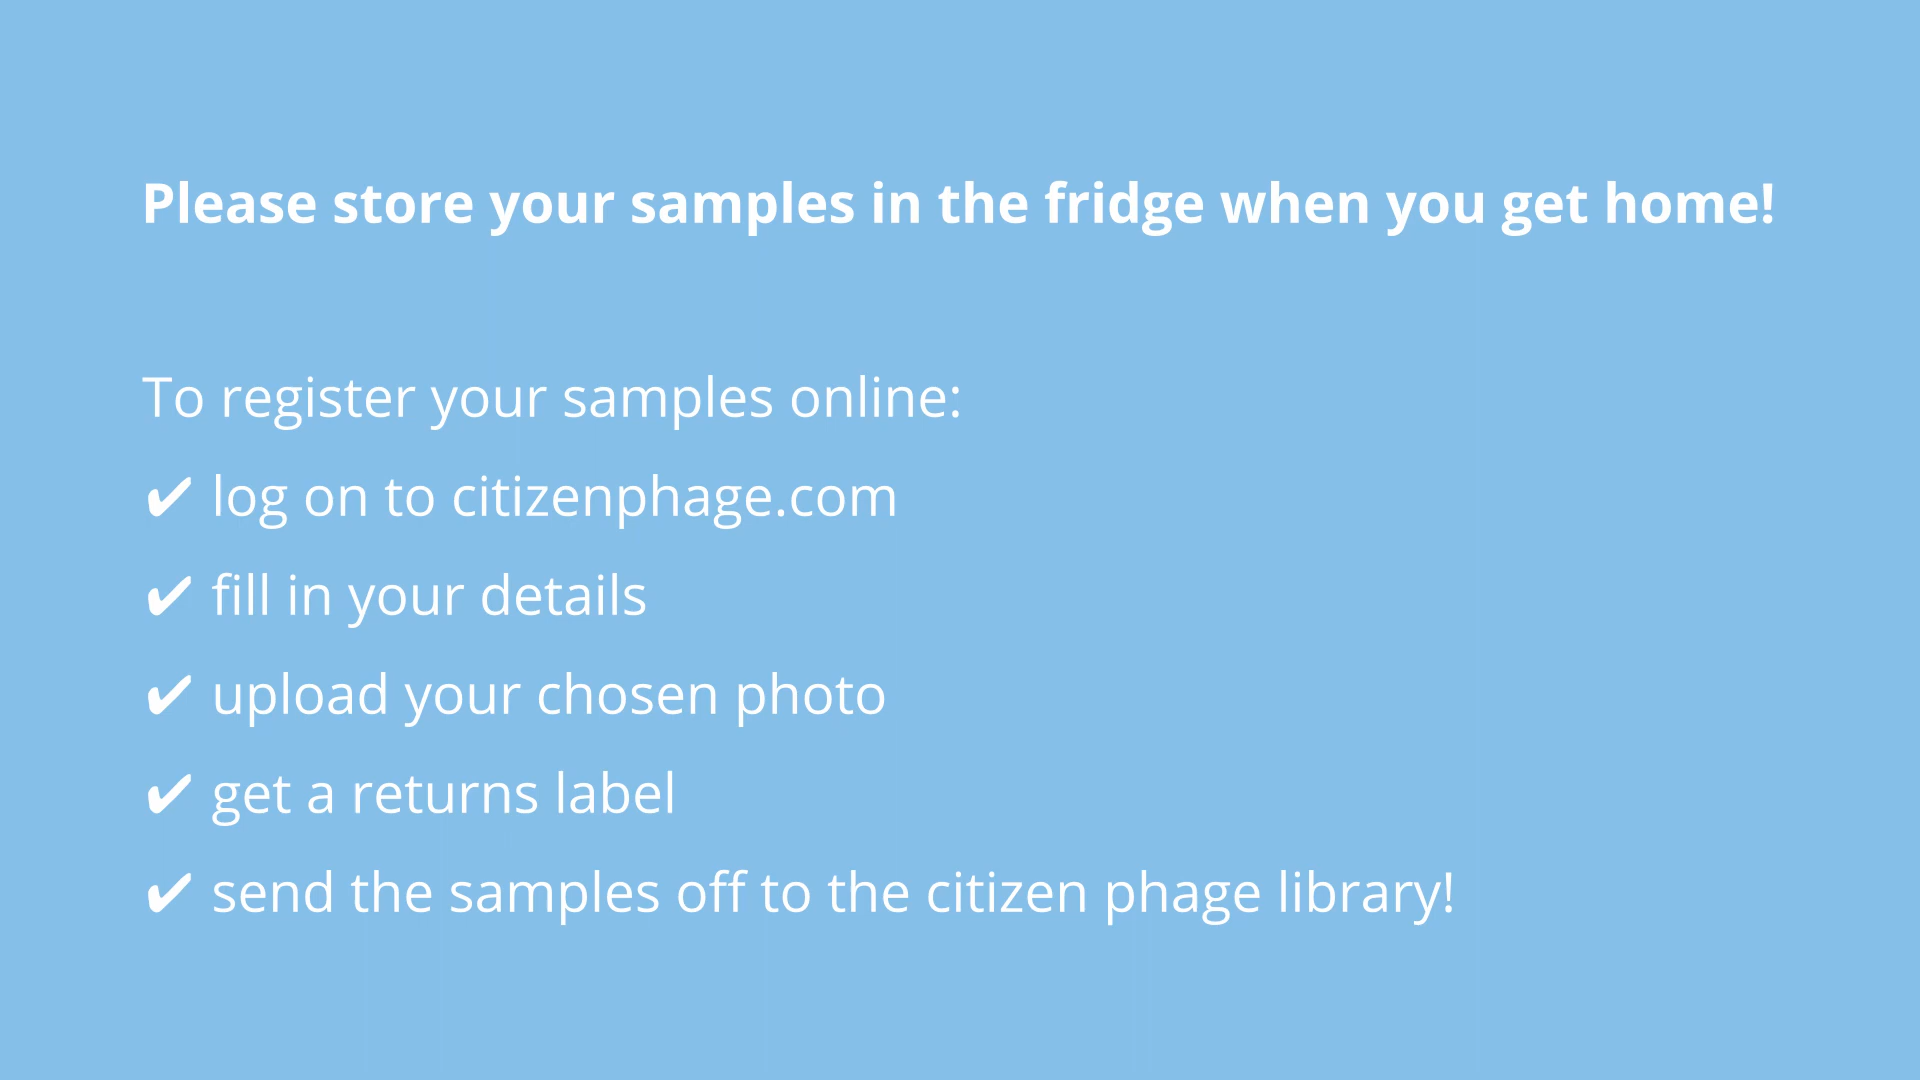 Please store your samples in the fridge when you get home!
To register your samples online:
✔ log on to citizenphage.com
✔ fill in your details
✔ upload your chosen photo
✔ get a returns label
✔ send the samples off to the citizen phage library!